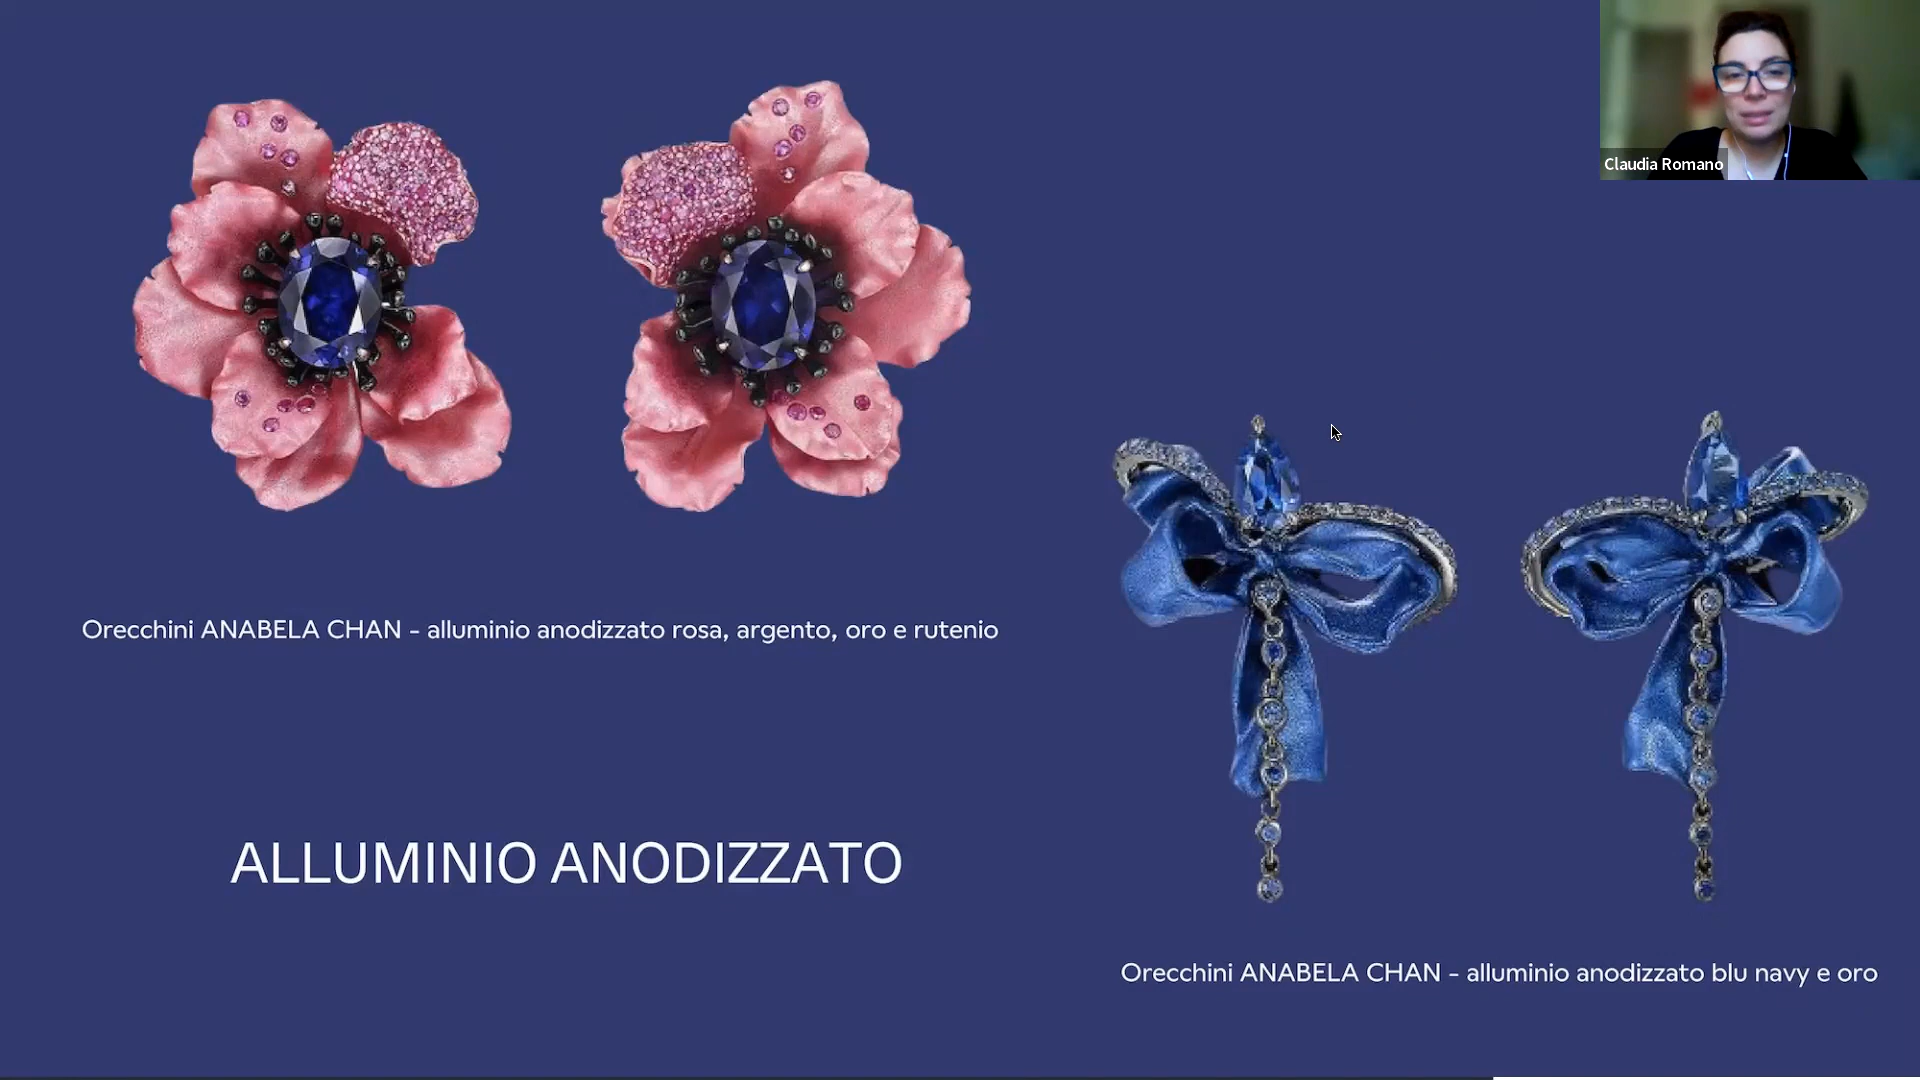 Claudia Romano
Orecchini ANABELA CHAN - alluminio anodizzato rosa, argento, oro e rutenio
ALLUMINIO ANODIZZATO
Orecchini ANABELA CHAN - alluminio anodizzato blu navy e oro